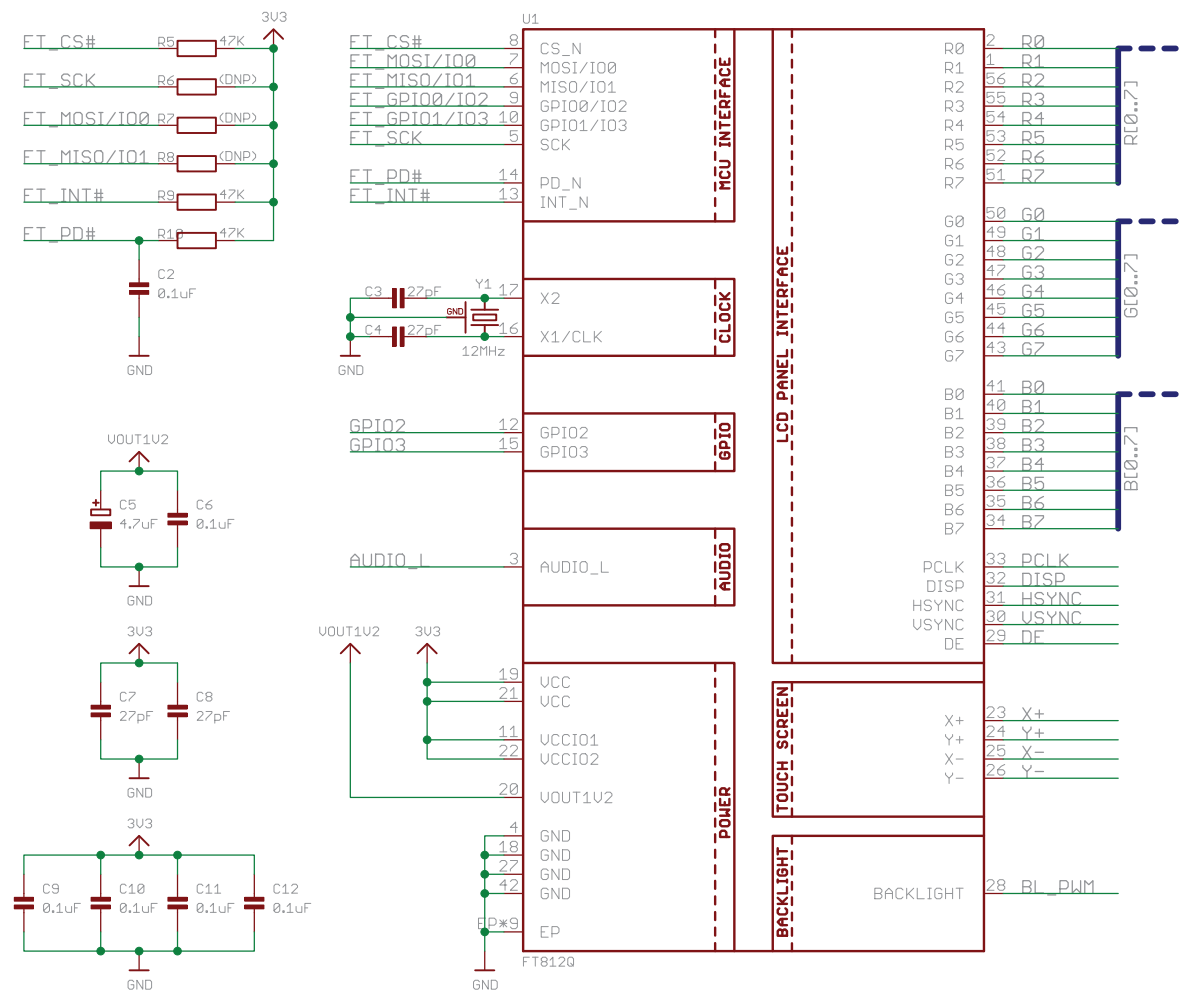 3V3
FT_CS#
R5
47K
FT_SCK
R6
(DNP)
FT_MOSI/IO0
R7
(DNP)
FT_MISO/IO1
R8
(DNP)
FT_INT#
R9
47K
FT_PD#
R10
47K
C2
0.1uF
GND
VOUT1V2
C5
4.7uF
C6
0.1uF
GND
3V3
C7
27pF
C8
27pF
GND
3V3
C9
0.1uF
C10
0.1uF
C11
0.1uF
C12
0.1uF
GND
U1
FT_CS# 8 CS_N
FT_MOSI/IO0 7 MOSI/IO0
FT_MISO/IO1 6 MISO/IO1
FT_GPIO0/IO2 9 GPIO0/IO2
FT_GPIO1/IO3 10 GPIO1/IO3
FT_SCK 5 SCK
FT_PD# 14 PD_N
FT_INT# 13 INT_N
MCU INTERFACE
C3 27pF
Y1
17 X2
GND
C4 27pF
16 X1/CLK
12MHz
GND
CLOCK
GPIO2 12 GPIO2
GPIO3 15 GPIO3
GPIO
AUDIO_L 3 AUDIO_L
AUDIO
VOUT1V2
3V3
19 VCC
21 VCC
11 VCCIO1
22 VCCIO2
20 VOUT1V2
4 GND
18 GND
27 GND
42 GND
EP*9 EP
POWER
GND
FT812Q
LCD PANEL INTERFACE
R0 2 R0
R1 1 R1
R2 56 R2
R3 55 R3
R4 54 R4
R5 53 R5
R6 52 R6
R7 51 R7
R[0..7]
G0 50 G0
G1 49 G1
G2 48 G2
G3 47 G3
G4 46 G4
G5 45 G5
G6 44 G6
G7 43 G7
G[0..7]
B0 41 B0
B1 40 B1
B2 39 B2
B3 38 B3
B4 37 B4
B5 36 B5
B6 35 B6
B7 34 B7
B[0..7]
PCLK 33 PCLK
DISP 32 DISP
HSYNC 31 HSYNC
VSYNC 30 VSYNC
DE 29 DE
TOUCH SCREEN
X+ 23 X+
Y+ 24 Y+
X- 25 X-
Y- 26 Y-
BACKLIGHT
BACKLIGHT 28 BL_PWM